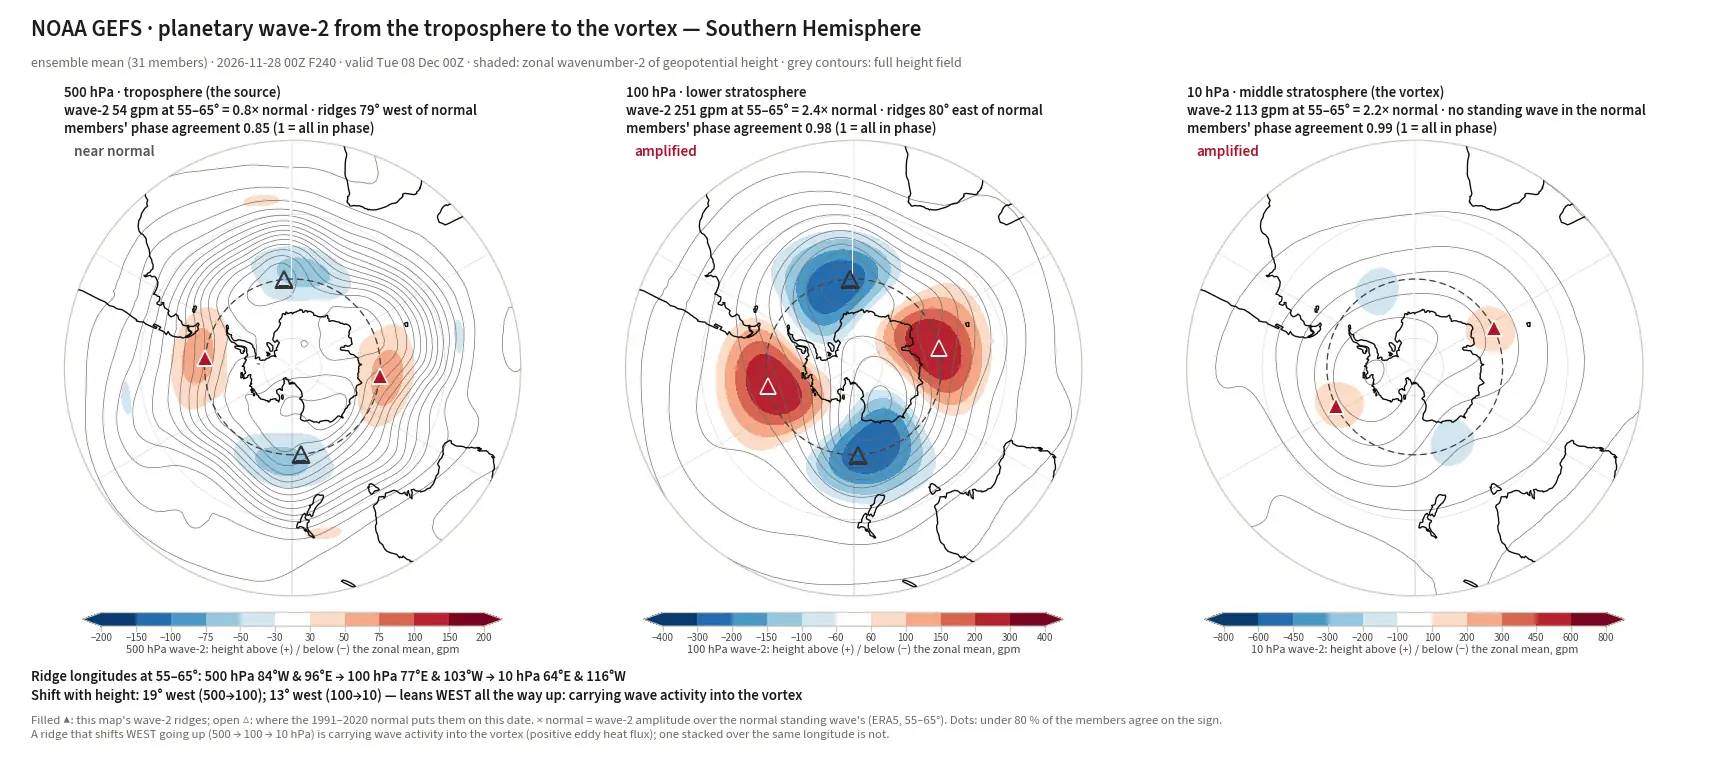 NOAA GEFS · planetary wave-2 from the troposphere to the vortex — Southern Hemisphere
ensemble mean (31 members) · 2026-11-28 00Z F240 · valid Tue 08 Dec 00Z · shaded: zonal wavenumber-2 of geopotential height · grey contours: full height field
500 hPa · troposphere (the source)
wave-2 54 gpm at 55–65° = 0.8× normal · ridges 79° west of normal
members' phase agreement 0.85 (1 = all in phase)
near normal
100 hPa · lower stratosphere
wave-2 251 gpm at 55–65° = 2.4× normal · ridges 80° east of normal
members' phase agreement 0.98 (1 = all in phase)
amplified
10 hPa · middle stratosphere (the vortex)
wave-2 113 gpm at 55–65° = 2.2× normal · no standing wave in the normal
members' phase agreement 0.99 (1 = all in phase)
amplified
−200 −150 −100 −75 −50 −30 30 50 75 100 150 200
500 hPa wave-2: height above (+) / below (−) the zonal mean, gpm
−400 −300 −200 −150 −100 −60 60 100 150 200 300 400
100 hPa wave-2: height above (+) / below (−) the zonal mean, gpm
−800 −600 −450 −300 −200 −100 100 200 300 450 600 800
10 hPa wave-2: height above (+) / below (−) the zonal mean, gpm
Ridge longitudes at 55–65°: 500 hPa 84°W & 96°E → 100 hPa 77°E & 103°W → 10 hPa 64°E & 116°W
Shift with height: 19° west (500→100); 13° west (100→10) — leans WEST all the way up: carrying wave activity into the vortex
Filled ▲: this map's wave-2 ridges; open △: where the 1991–2020 normal puts them on this date. × normal = wave-2 amplitude over the normal standing wave's (ERA5, 55–65°). Dots: under 80 % of the members agree on the sign.
A ridge that shifts WEST going up (500 → 100 → 10 hPa) is carrying wave activity into the vortex (positive eddy heat flux); one stacked over the same longitude is not.